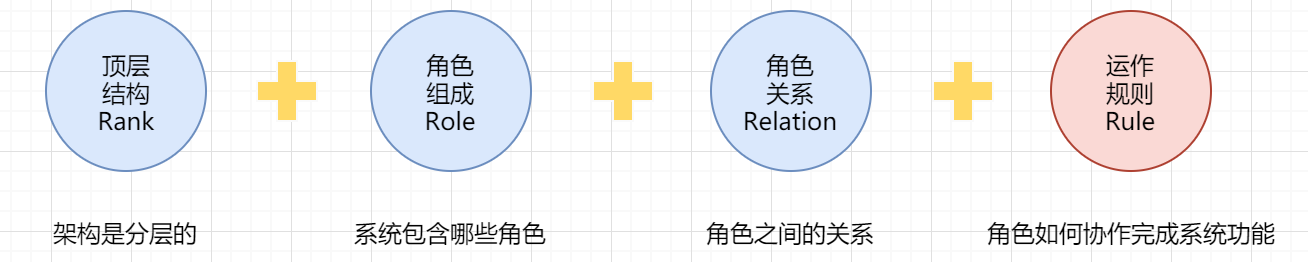 顶层
结构
Rank
角色
组成
Role
角色
关系
Relation
运作
规则
Rule
架构是分层的
系统包含哪些角色
角色之间的关系
角色如何协作完成系统功能